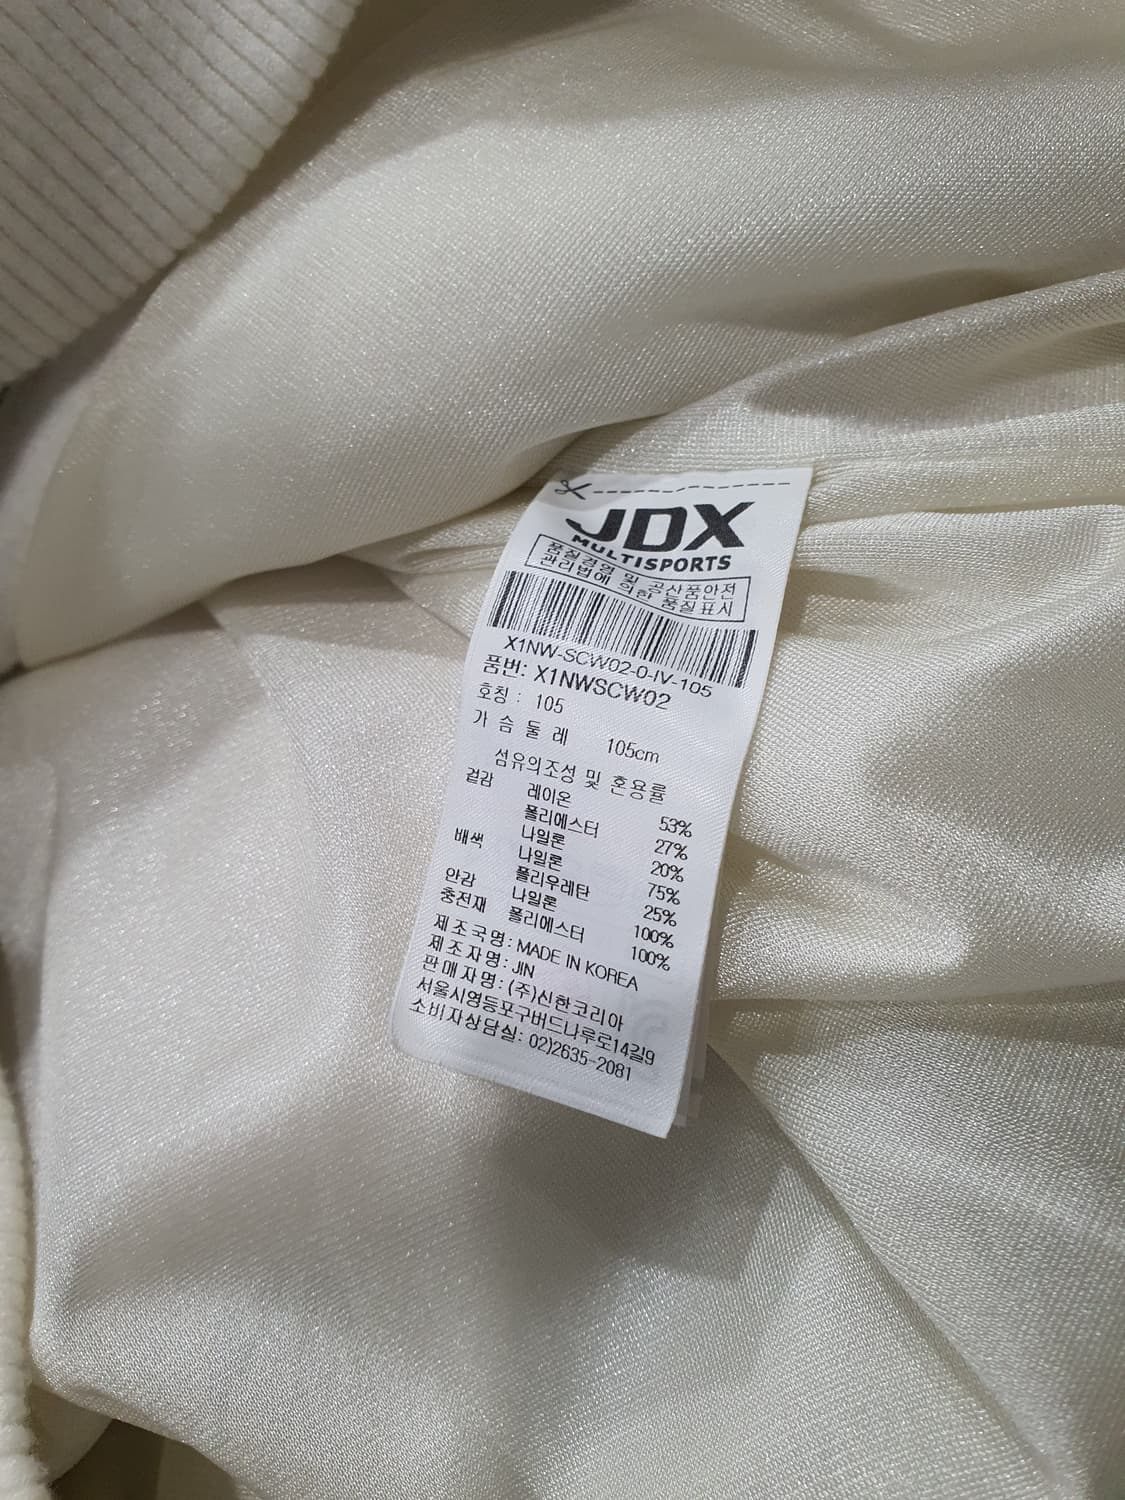 JDX
MULTISPORTS
품질경영 및 공산품안전
관리법에 의한 품질표시
X1NW-SCW02-0-IV-105
품번: X1NWSCW02
호칭 : 105
가 슴 둘 레 105cm
섬유의조성 및 혼용률
겉감 레이온 53%
폴리에스터 27%
나일론 20%
배색 나일론 75%
폴리우레탄 25%
안감 나일론 100%
충전재 폴리에스터 100%
제조국명: MADE IN KOREA
제조자명: JIN
판매자명: (주)신한코리아
서울시영등포구버드나루로14길9
소비자상담실: 02)2635-2081